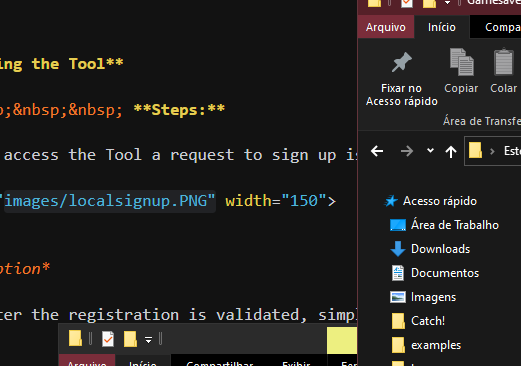 ing the Tool**
p;&nbsp;&nbsp; **Steps:**
access the Tool a request to sign up is
"images/localsignup.PNG" width="150">
ption*
ter the registration is validated, simpl
Gamesave
Arquivo Início Compa
Fixar no
Acesso rápido
Copiar
Colar
Área de Transfe
Este
Acesso rápido
Área de Trabalho
Downloads
Documentos
Imagens
Catch!
examples
Arquivo Início Compartilhar Exibir